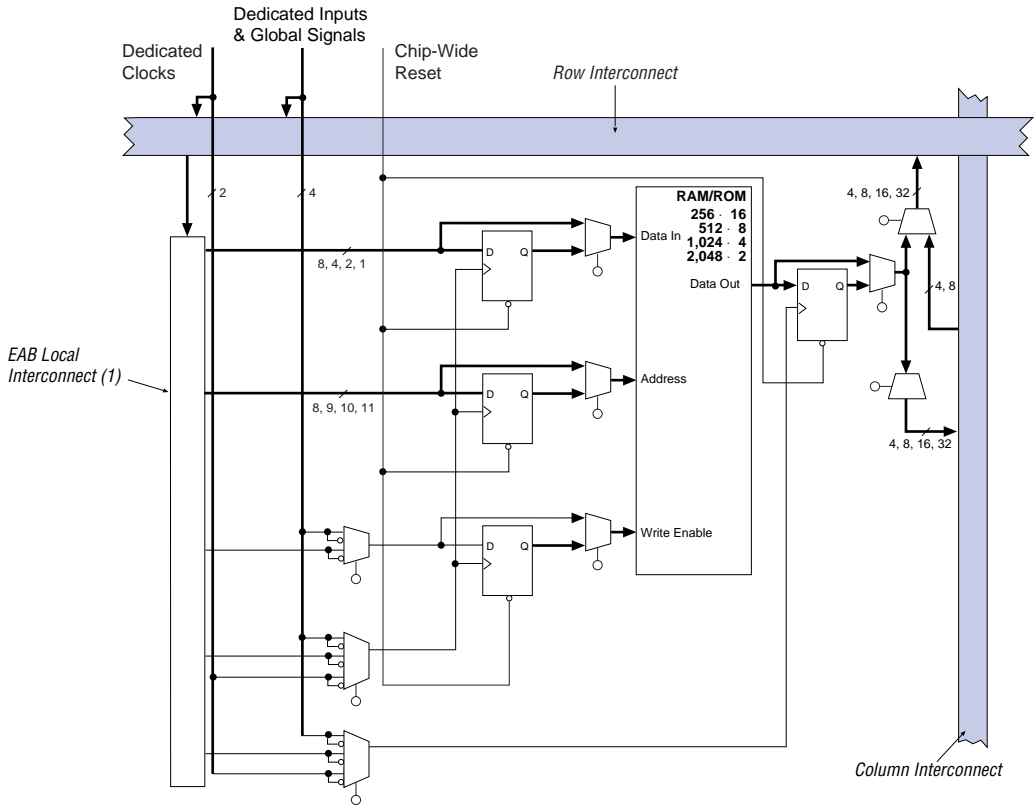 Dedicated Inputs
& Global Signals
Dedicated
Clocks
Chip-Wide
Reset
Row Interconnect
2
4
4, 8, 16, 32
RAM/ROM
256 · 16
512 · 8
1,024 · 4
2,048 · 2
D
Q
Data In
8, 4, 2, 1
Data Out
D
Q
4, 8
EAB Local
Interconnect (1)
D
Q
Address
8, 9, 10, 11
4, 8, 16, 32
D
Q
Write Enable
Column Interconnect